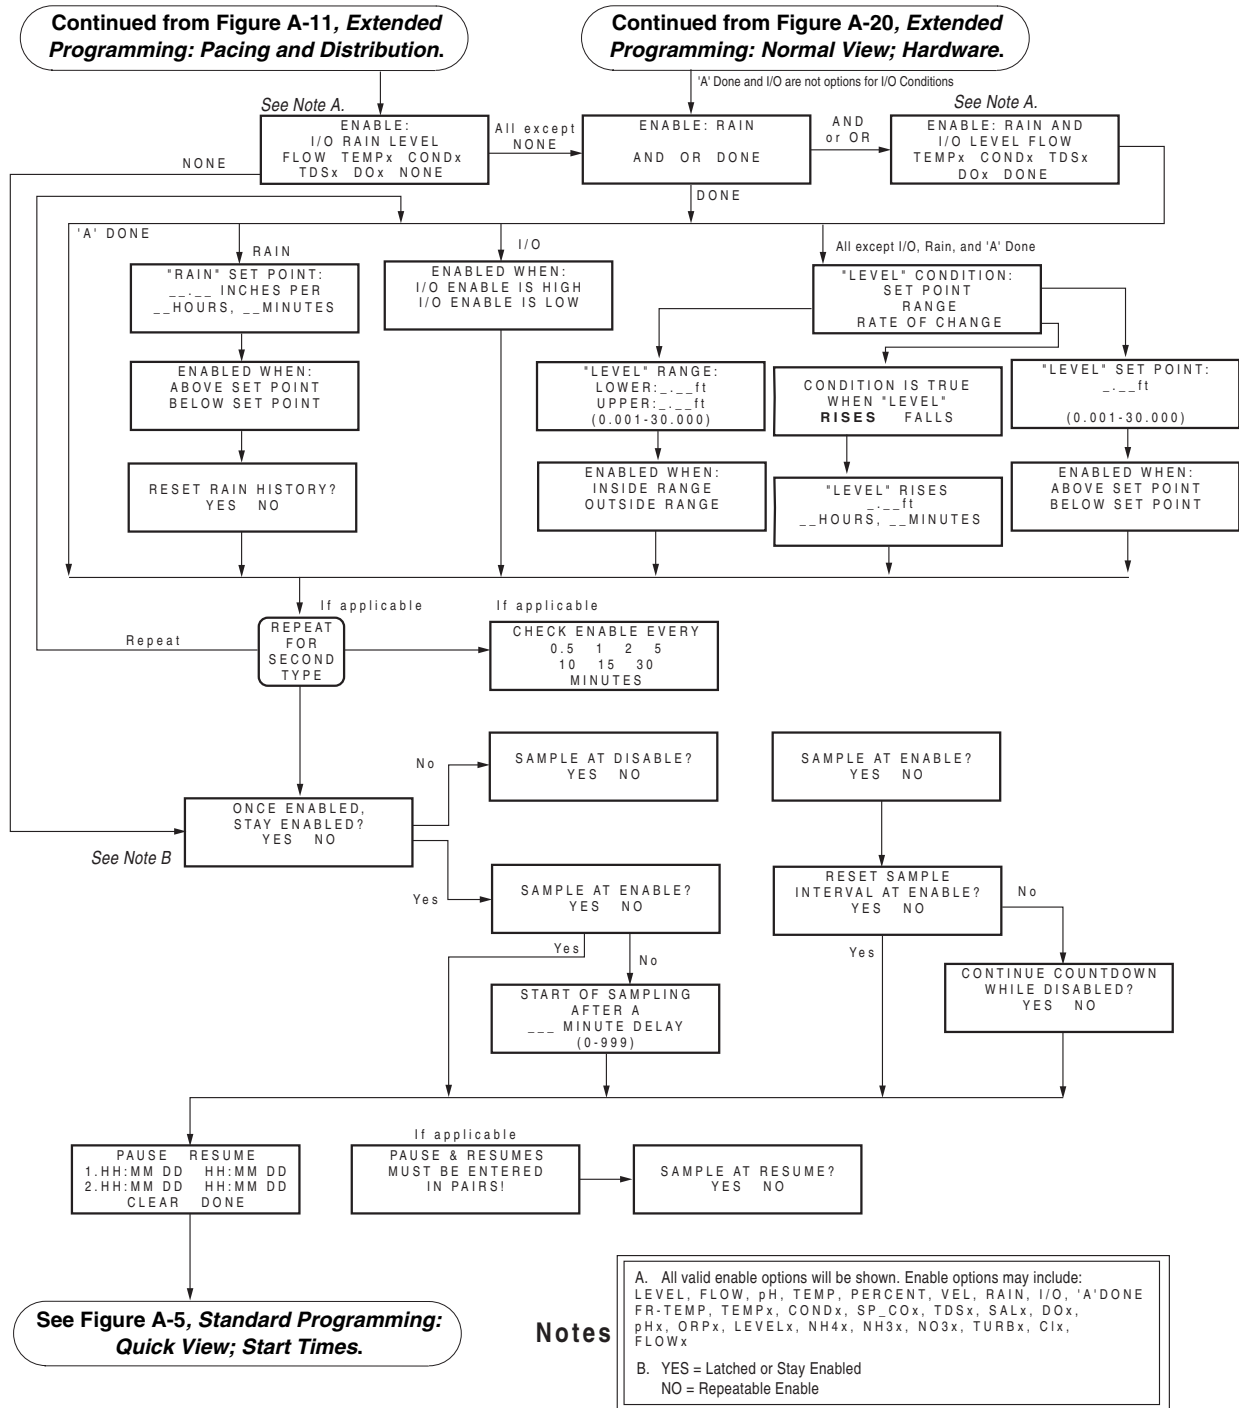 Continued from Figure A-11, Extended
Programming: Pacing and Distribution.
Continued from Figure A-20, Extended
Programming: Normal View; Hardware.
'A' Done and I/O are not options for I/O Conditions
See Note A.
ENABLE:
I/O RAIN LEVEL
FLOW TEMPx CONDx
TDSx DOx NONE
All except
NONE
ENABLE: RAIN
AND OR DONE
AND
or OR
See Note A.
ENABLE: RAIN AND
I/O LEVEL FLOW
TEMPx CONDx TDSx
DOx DONE
NONE
DONE
'A' DONE
RAIN
I/O
All except I/O, Rain, and 'A' Done
"RAIN" SET POINT:
__.__ INCHES PER
__HOURS, __MINUTES
ENABLED WHEN:
I/O ENABLE IS HIGH
I/O ENABLE IS LOW
"LEVEL" CONDITION:
SET POINT
RANGE
RATE OF CHANGE
ENABLED WHEN:
ABOVE SET POINT
BELOW SET POINT
"LEVEL" RANGE:
LOWER:_.__ft
UPPER:_.__ft
(0.001-30.000)
CONDITION IS TRUE
WHEN "LEVEL"
RISES FALLS
"LEVEL" SET POINT:
_.__ft
(0.001-30.000)
RESET RAIN HISTORY?
YES NO
ENABLED WHEN:
INSIDE RANGE
OUTSIDE RANGE
"LEVEL" RISES
_.__ft
__HOURS, __MINUTES
ENABLED WHEN:
ABOVE SET POINT
BELOW SET POINT
If applicable
If applicable
Repeat
REPEAT
FOR
SECOND
TYPE
CHECK ENABLE EVERY
0.5 1 2 5
10 15 30
MINUTES
No
SAMPLE AT DISABLE?
YES NO
SAMPLE AT ENABLE?
YES NO
ONCE ENABLED,
STAY ENABLED?
YES NO
See Note B
Yes
SAMPLE AT ENABLE?
YES NO
RESET SAMPLE
INTERVAL AT ENABLE?
YES NO
No
Yes
No
Yes
START OF SAMPLING
AFTER A
___ MINUTE DELAY
(0-999)
CONTINUE COUNTDOWN
WHILE DISABLED?
YES NO
If applicable
PAUSE RESUME
1.HH:MM DD HH:MM DD
2.HH:MM DD HH:MM DD
CLEAR DONE
PAUSE & RESUMES
MUST BE ENTERED
IN PAIRS!
SAMPLE AT RESUME?
YES NO
See Figure A-5, Standard Programming:
Quick View; Start Times.
Notes
A. All valid enable options will be shown. Enable options may include:
LEVEL, FLOW, pH, TEMP, PERCENT, VEL, RAIN, I/O, 'A'DONE
FR-TEMP, TEMPx, CONDx, SP_COx, TDSx, SALx, DOx,
pHx, ORPx, LEVELx, NH4x, NH3x, NO3x, TURBx, Clx,
FLOWx
B. YES = Latched or Stay Enabled
NO = Repeatable Enable